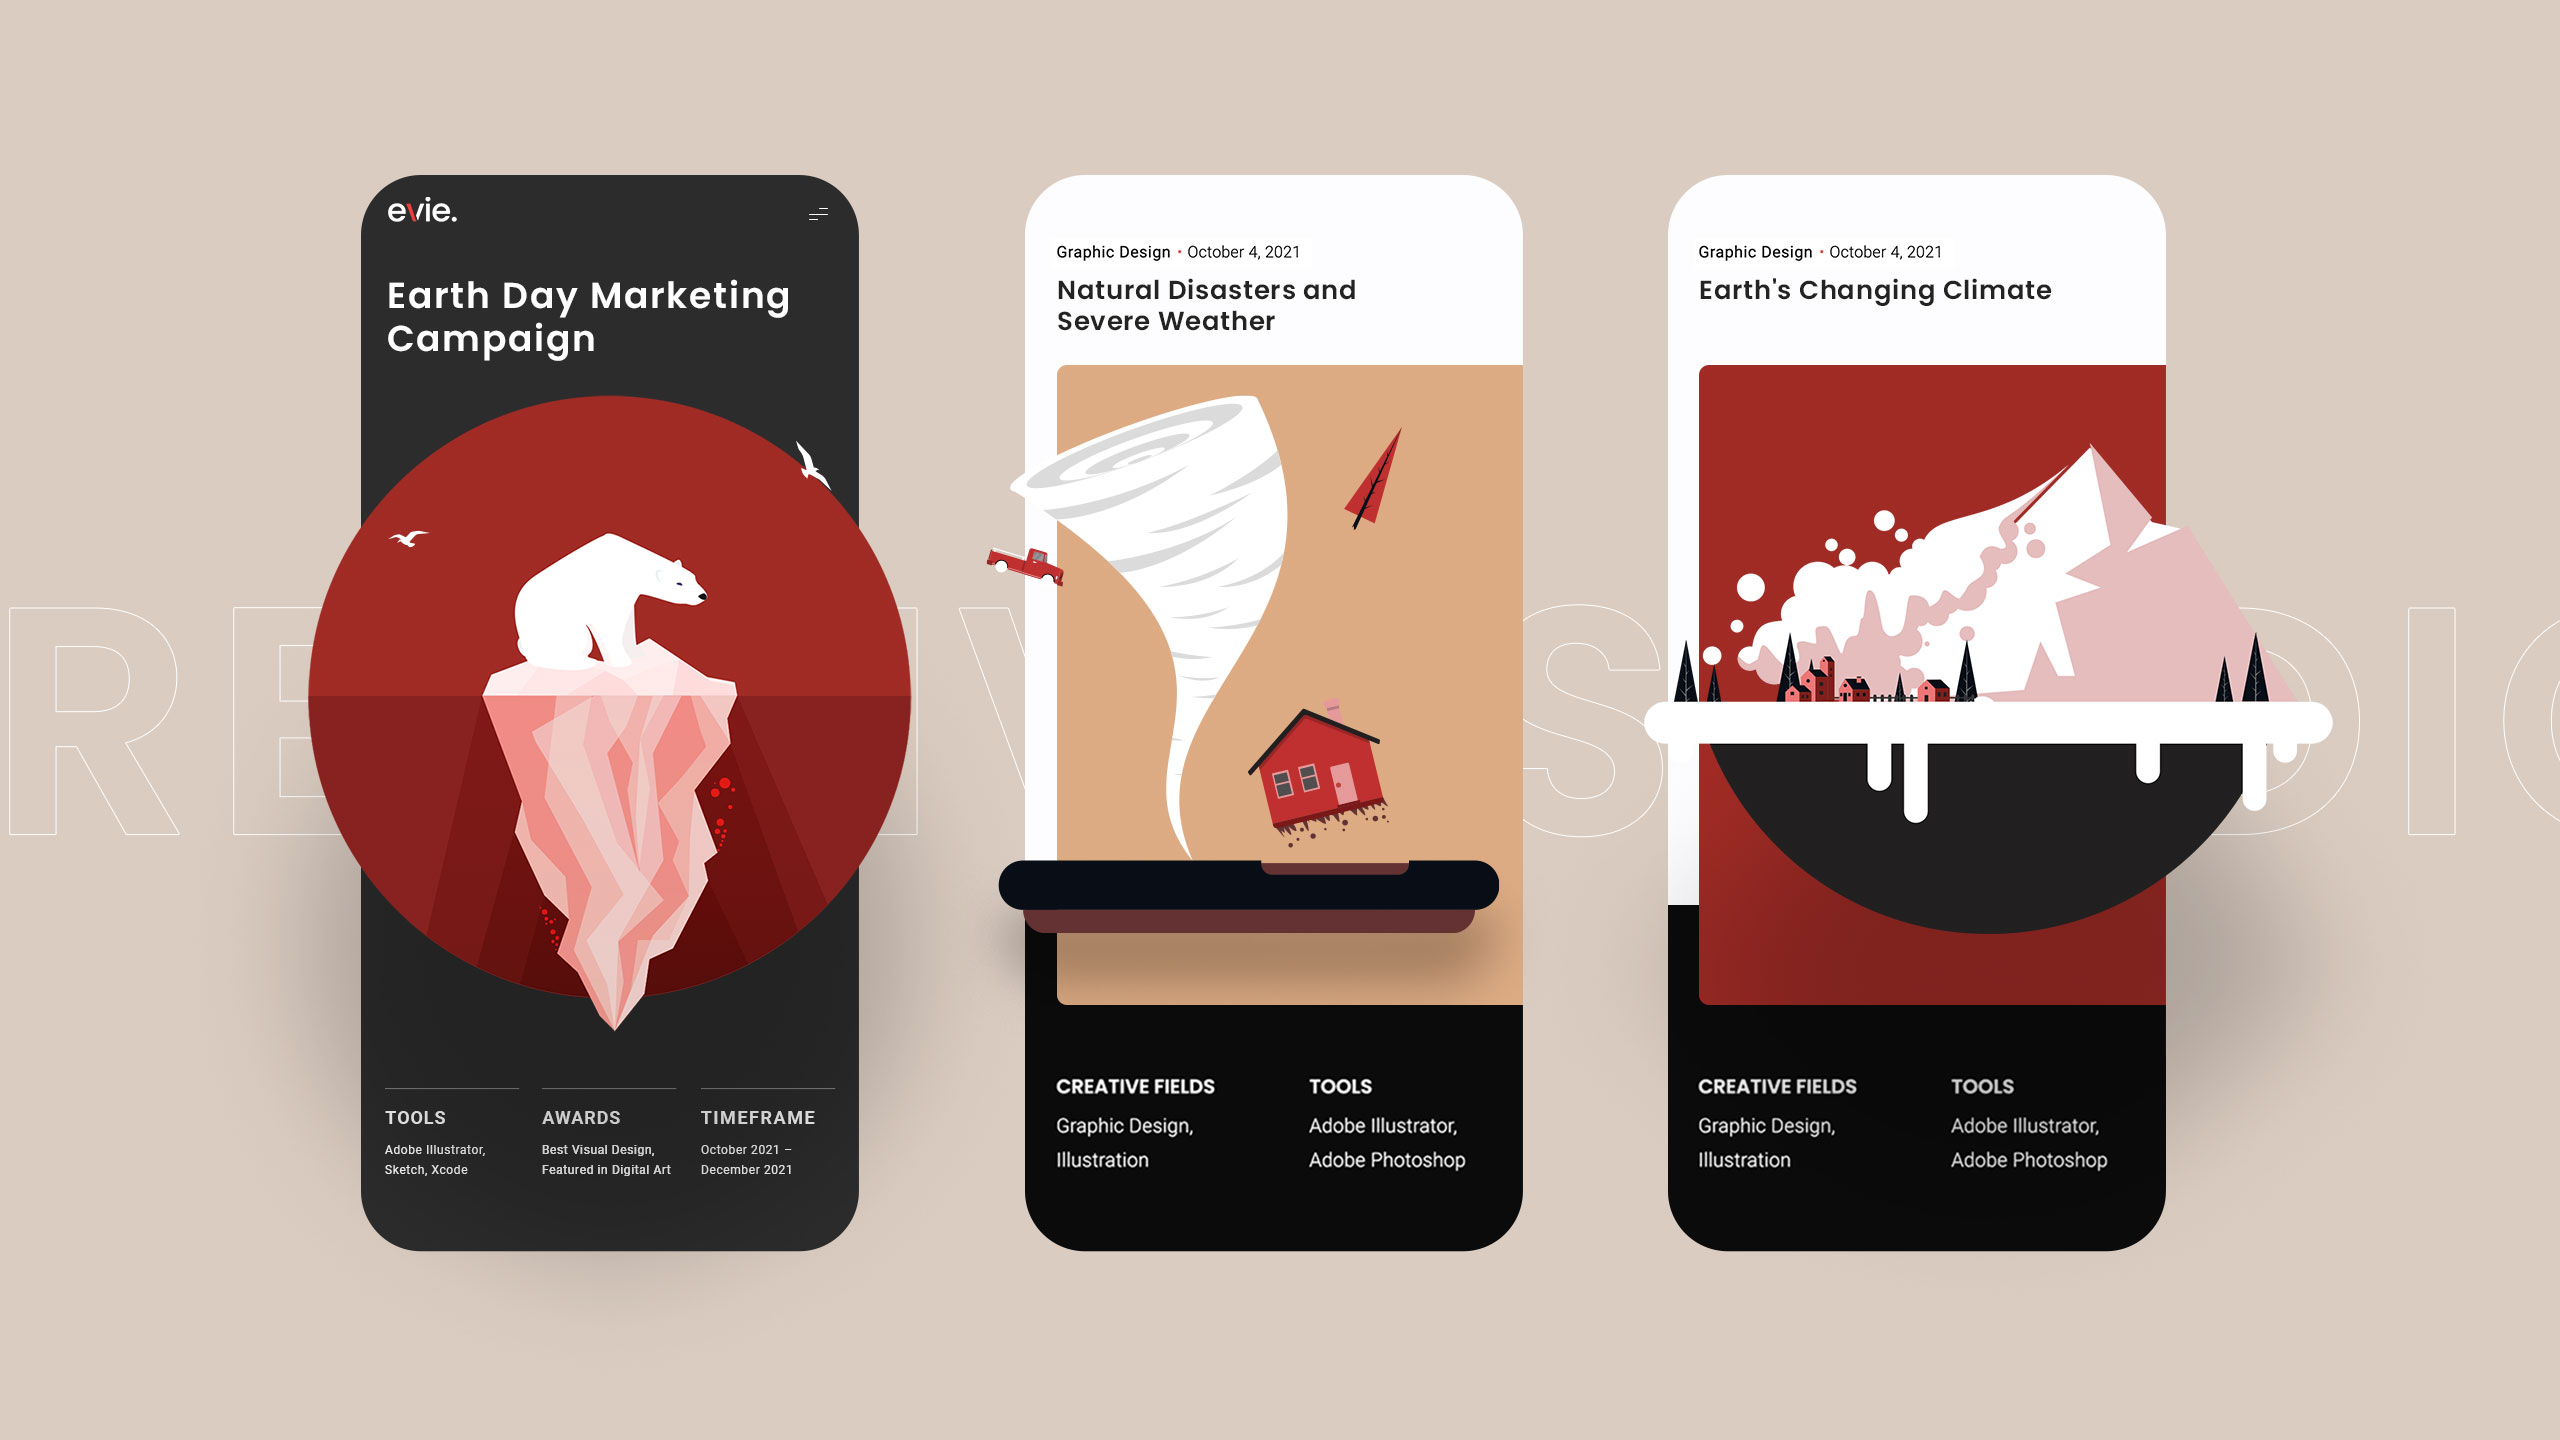 evie.
Earth Day Marketing
Campaign
TOOLS
Adobe Illustrator,
Sketch, Xcode
AWARDS
Best Visual Design,
Featured in Digital Art
TIMEFRAME
October 2021 –
December 2021
Graphic Design • October 4, 2021
Natural Disasters and
Severe Weather
CREATIVE FIELDS
Graphic Design,
Illustration
TOOLS
Adobe Illustrator,
Adobe Photoshop
Graphic Design • October 4, 2021
Earth's Changing Climate
CREATIVE FIELDS
Graphic Design,
Illustration
TOOLS
Adobe Illustrator,
Adobe Photoshop